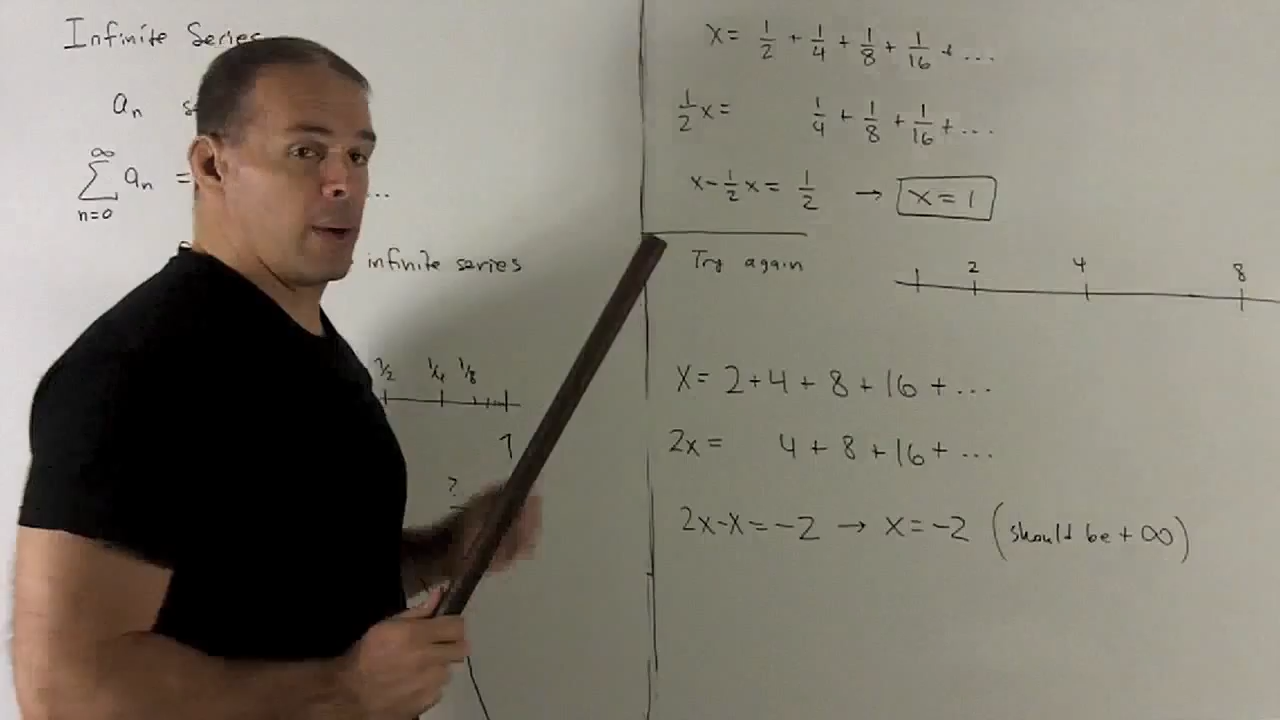 Infinite Series
aₙ
∞
∑ aₙ =
n=0
...
infinite series
1/2 1/4 1/8
1
?
x = 1/2 + 1/4 + 1/8 + 1/16 + ...
1/2 x = 1/4 + 1/8 + 1/16 + ...
x - 1/2 x = 1/2 → x = 1
Try again
2 4 8
x = 2 + 4 + 8 + 16 + ...
2x = 4 + 8 + 16 + ...
2x - x = -2 → x = -2 (should be + ∞)